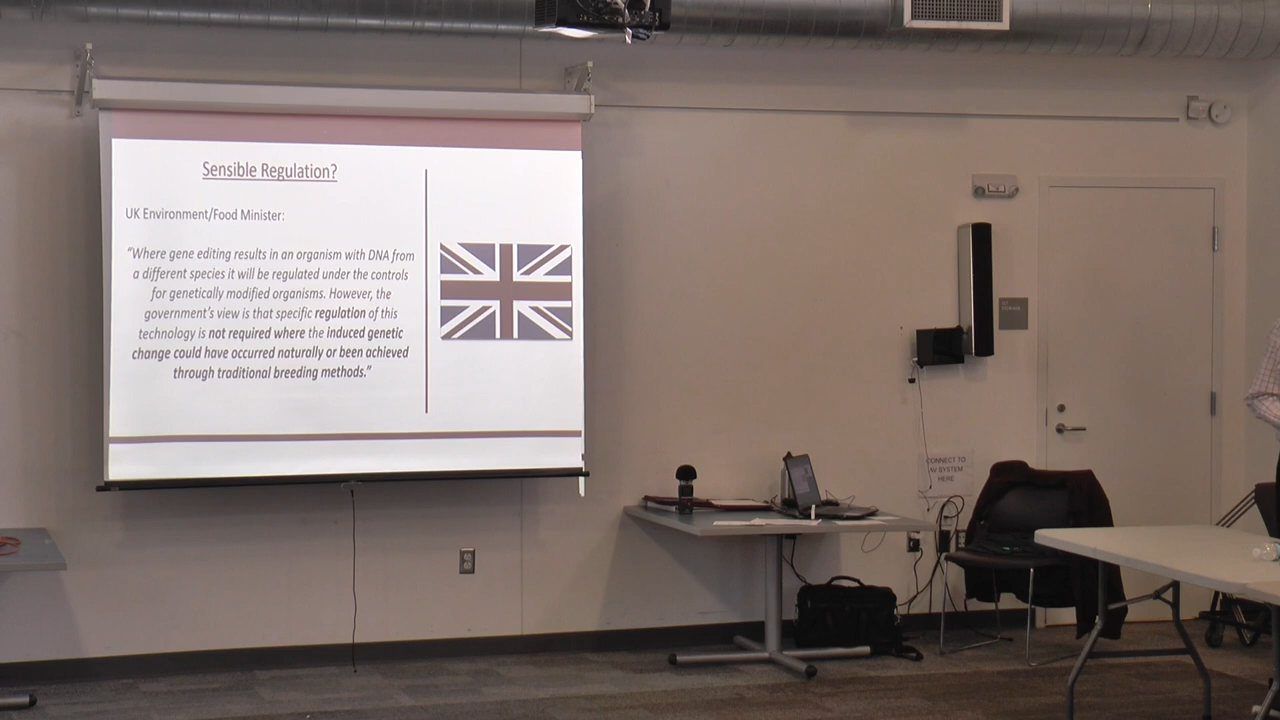 Sensible Regulation?
UK Environment/Food Minister:
“Where gene editing results in an organism with DNA from
a different species it will be regulated under the controls
for genetically modified organisms. However, the
government’s view is that specific regulation of this
technology is not required where the induced genetic
change could have occurred naturally or been achieved
through traditional breeding methods.”
CONNECT TO
AV SYSTEM
HERE